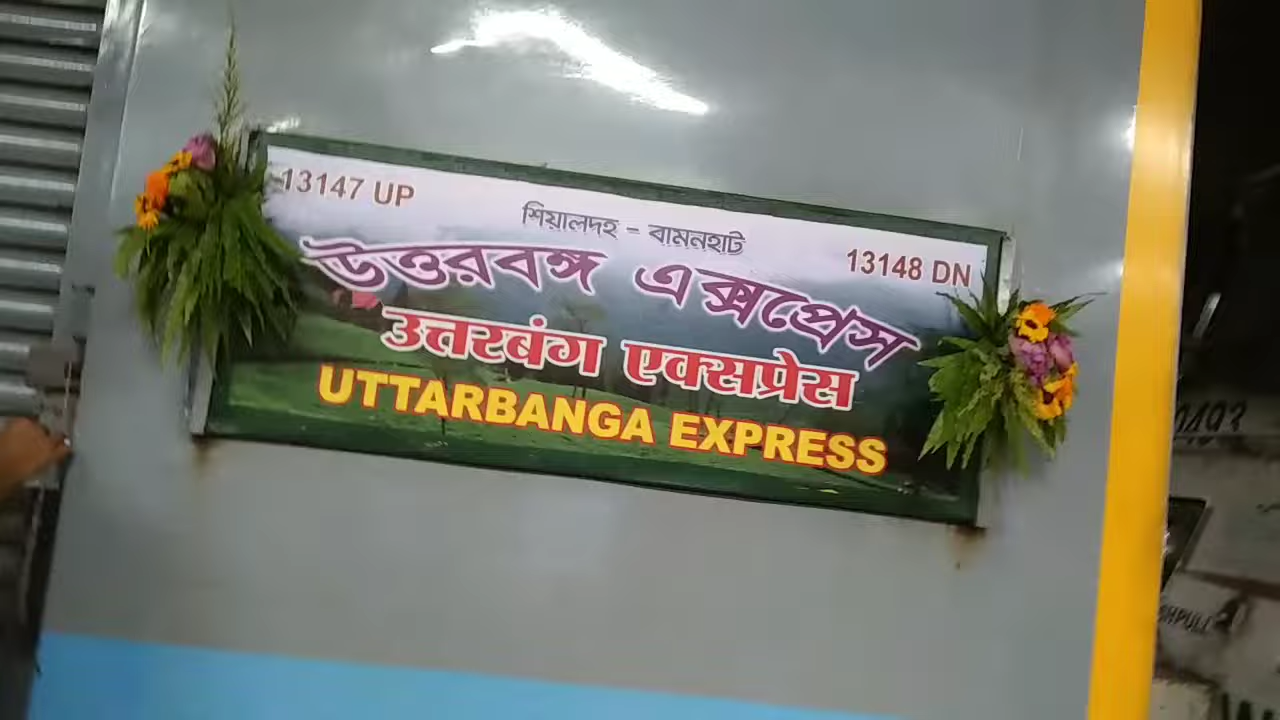 13147 UP
শিয়ালদহ - বামনহাট
13148 DN
উত্তরবঙ্গ এক্সপ্রেস
उत्तरबंग एक्सप्रेस
UTTARBANGA EXPRESS